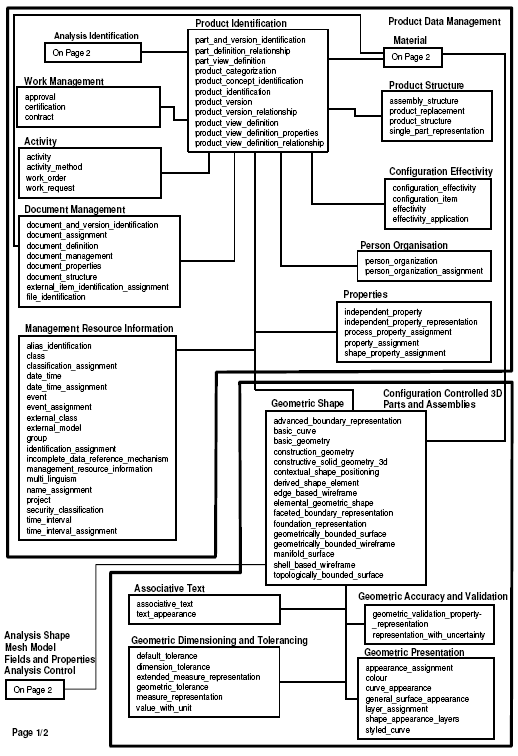 Product Identification
part_and_version_identification
part_definition_relationship
part_view_definition
product_categorization
product_concept_identification
product_identification
product_version
product_version_relationship
product_view_definition
product_view_definition_properties
product_view_definition_relationship
Product Data Management
Analysis Identification
On Page 2
Material
On Page 2
Work Management
approval
certification
contract
Product Structure
assembly_structure
product_replacement
product_structure
single_part_representation
Activity
activity
activity_method
work_order
work_request
Configuration Effectivity
configuration_effectivity
configuration_item
effectivity
effectivity_application
Document Management
document_and_version_identification
document_assignment
document_definition
document_management
document_properties
document_structure
external_item_identification_assignment
file_identification
Person Organisation
person_organization
person_organization_assignment
Properties
independent_property
independent_property_representation
process_property_assignment
property_assignment
shape_property_assignment
Management Resource Information
alias_identification
class
classification_assignment
date_time
date_time_assignment
event
event_assignment
external_class
external_model
group
identification_assignment
incomplete_data_reference_mechanism
management_resource_information
multi_linguism
name_assignment
project
security_classification
time_interval
time_interval_assignment
Configuration Controlled 3D
Parts and Assemblies
Geometric Shape
advanced_boundary_representation
basic_curve
basic_geometry
construction_geometry
constructive_solid_geometry_3d
contextual_shape_positioning
derived_shape_element
edge_based_wireframe
elemental_geometric_shape
faceted_boundary_representation
foundation_representation
geometrically_bounded_surface
geometrically_bounded_wireframe
manifold_surface
shell_based_wireframe
topologically_bounded_surface
Associative Text
associative_text
text_appearance
Geometric Accuracy and Validation
geometric_validation_property-
_representation
representation_with_uncertainty
Geometric Dimensioning and Tolerancing
default_tolerance
dimension_tolerance
extended_measure_representation
geometric_tolerance
measure_representation
value_with_unit
Geometric Presentation
appearance_assignment
colour
curve_appearance
general_surface_appearance
layer_assignment
shape_appearance_layers
styled_curve
Analysis Shape
Mesh Model
Fields and Properties
Analysis Control
On Page 2
Page 1/2